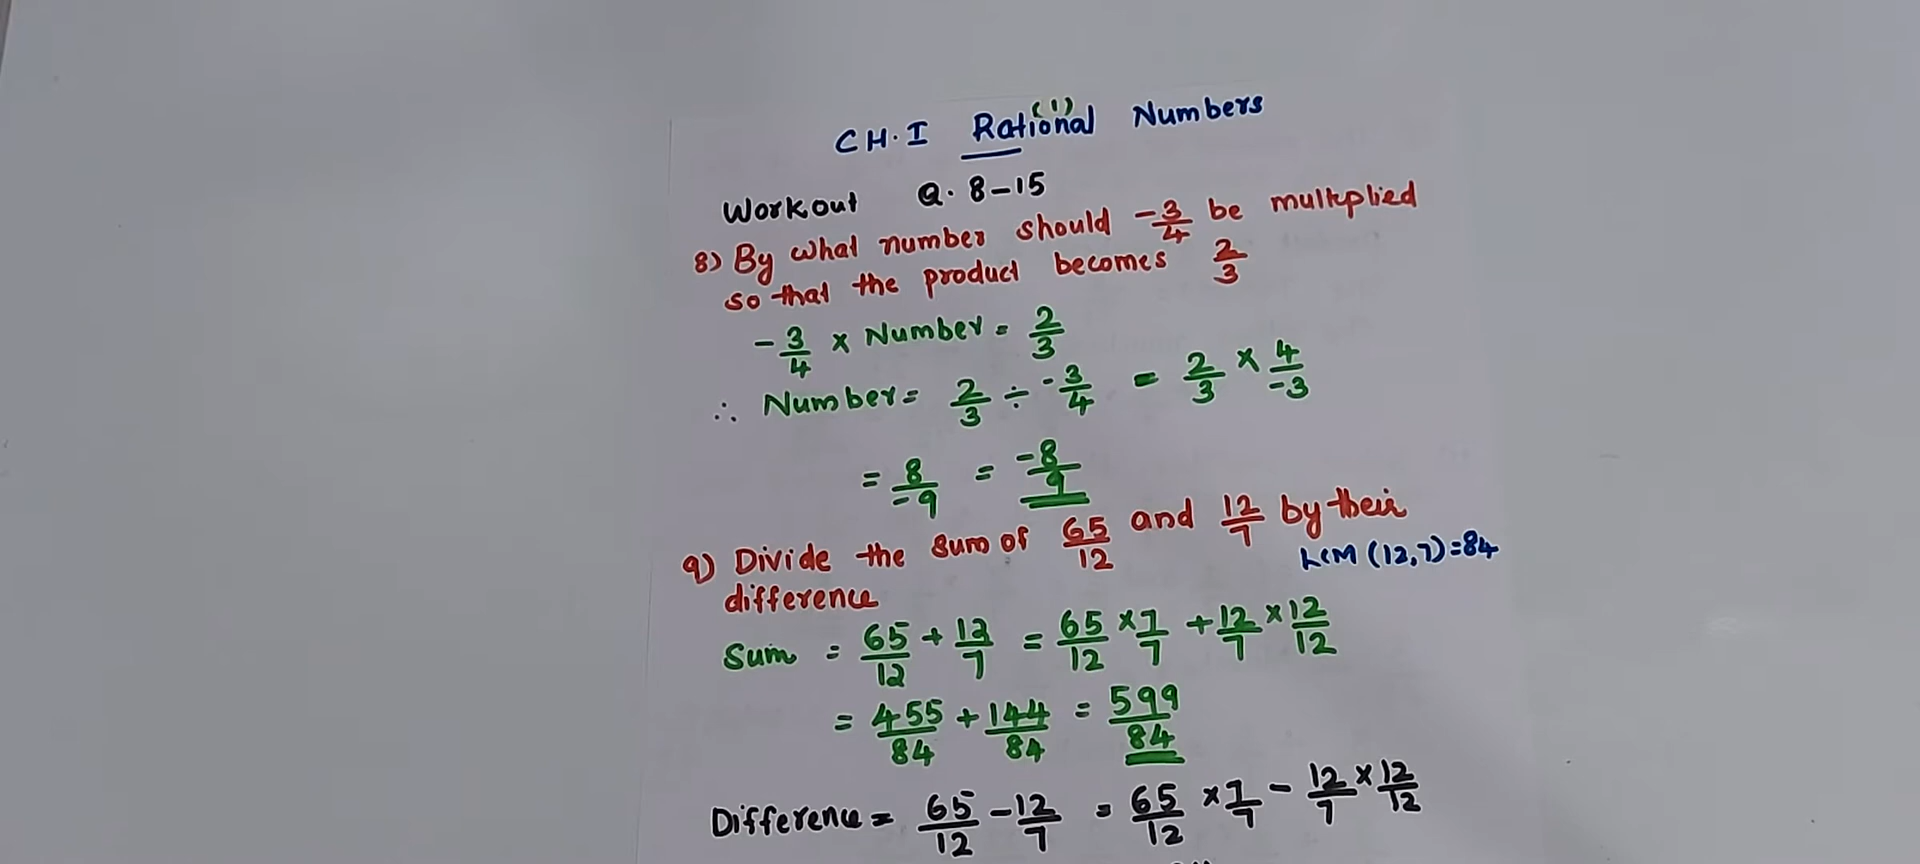 (1)
CH.I Rational Numbers
Workout Q. 8-15
8) By what number should -3/4 be multiplied
so that the product becomes 2/3
-3/4 × Number = 2/3
∴ Number = 2/3 ÷ -3/4 = 2/3 × 4/-3
= 8/-9 = -8/9
9) Divide the sum of 65/12 and 12/7 by their
difference
LCM (12,7)=84
Sum = 65/12 + 12/7 = 65/12 × 7/7 + 12/7 × 12/12
= 455/84 + 144/84 = 599/84
Difference = 65/12 - 12/7 = 65/12 × 7/7 - 12/7 × 12/12